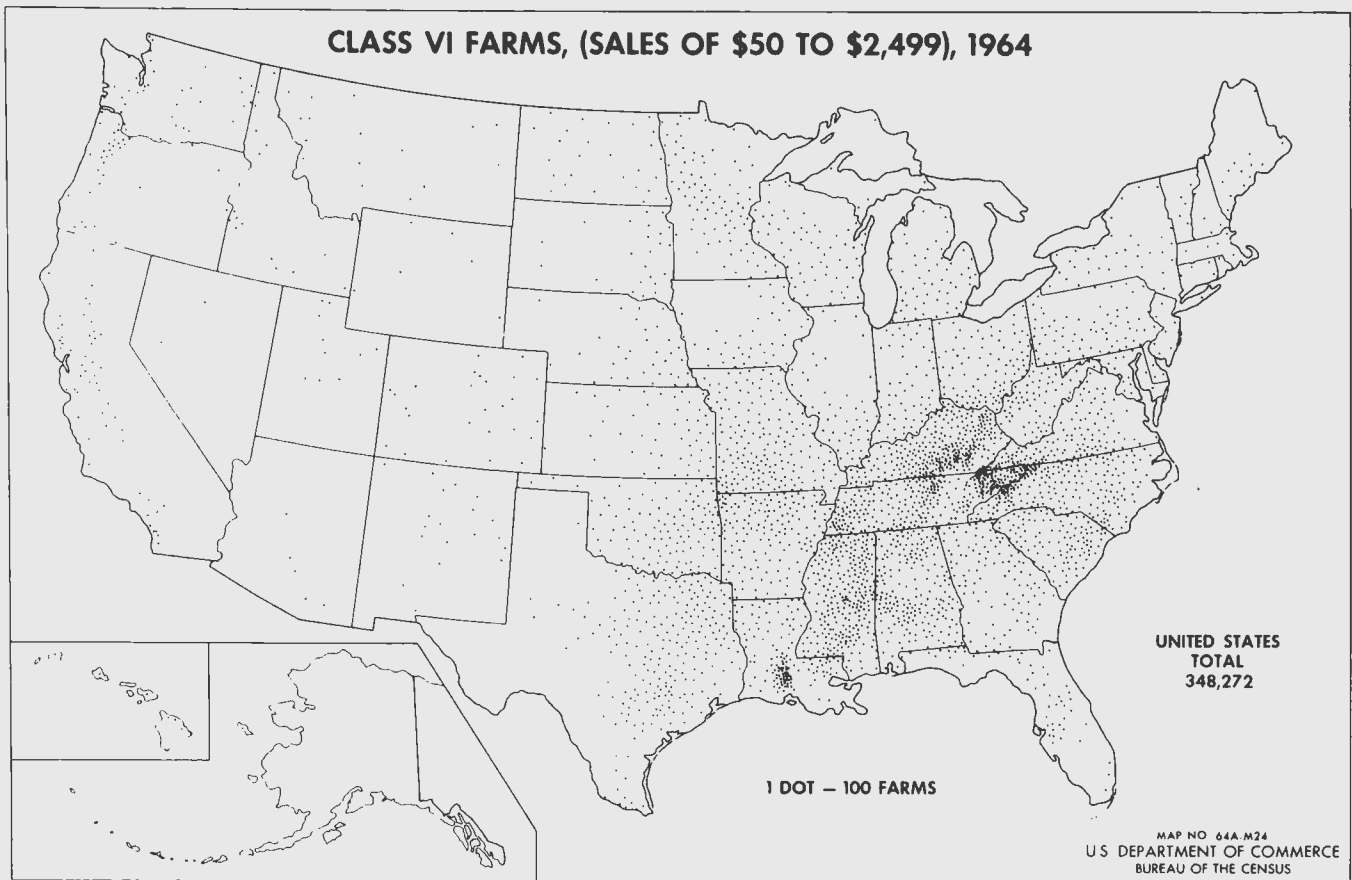 CLASS VI FARMS, (SALES OF $50 TO $2,499), 1964
UNITED STATES
TOTAL
348,272
1 DOT – 100 FARMS
MAP NO 64A.M24
U S DEPARTMENT OF COMMERCE
BUREAU OF THE CENSUS